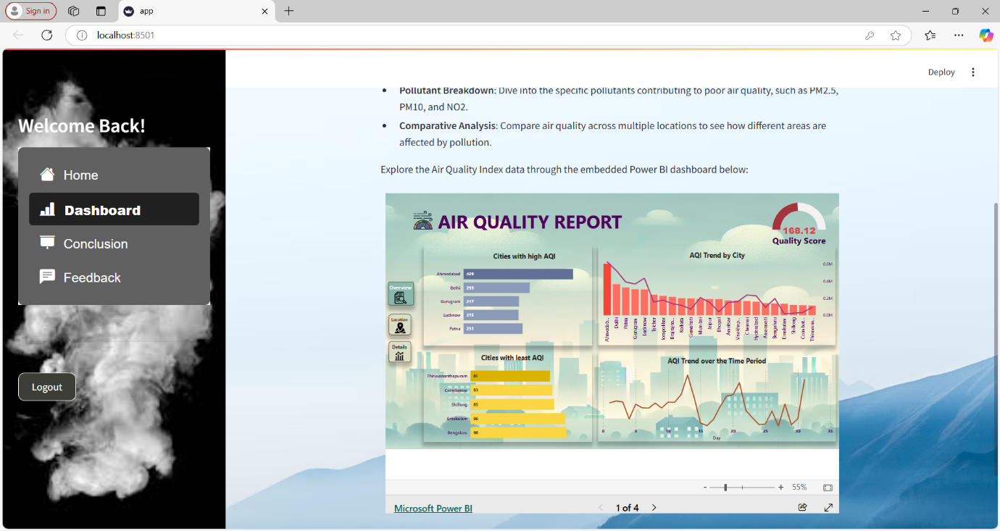 Sign in
app
localhost:8501
Deploy
Welcome Back!
Home
Dashboard
Conclusion
Feedback
Logout
Pollutant Breakdown: Dive into the specific pollutants contributing to poor air quality, such as PM2.5,
PM10, and NO2.
Comparative Analysis: Compare air quality across multiple locations to see how different areas are
affected by pollution.
Explore the Air Quality Index data through the embedded Power BI dashboard below:
AIR QUALITY REPORT
168.12
Quality Score
Overview
Location
Details
Cities with high AQI
Ahmedabad 429
Delhi 259
Gurugram 217
Lucknow 215
Patna 231
AQI Trend by City
0.6M
0.4M
0.2M
0.0M
Ahmedab...
Delhi
Patna
Gurugram
Lucknow
Talcher
Jorapokhar
Brajrajna...
Kolkata
Guwahati
Mumbai
Jaipur
Bhopal
Amritsar
Visakhap...
Chennai
Hyderabad
Amaravati
Bengaluru
Ernakulam
Shillong
Coimbat...
Thiruvana...
Cities with least AQI
Thiruvananthapuram 81
Coimbatore 83
Shillong 85
Ernakulam 96
Bengaluru 98
AQI Trend over the Time Period
0 5 10 15 20 25 30 35
Day
- + 55%
Microsoft Power BI
1 of 4